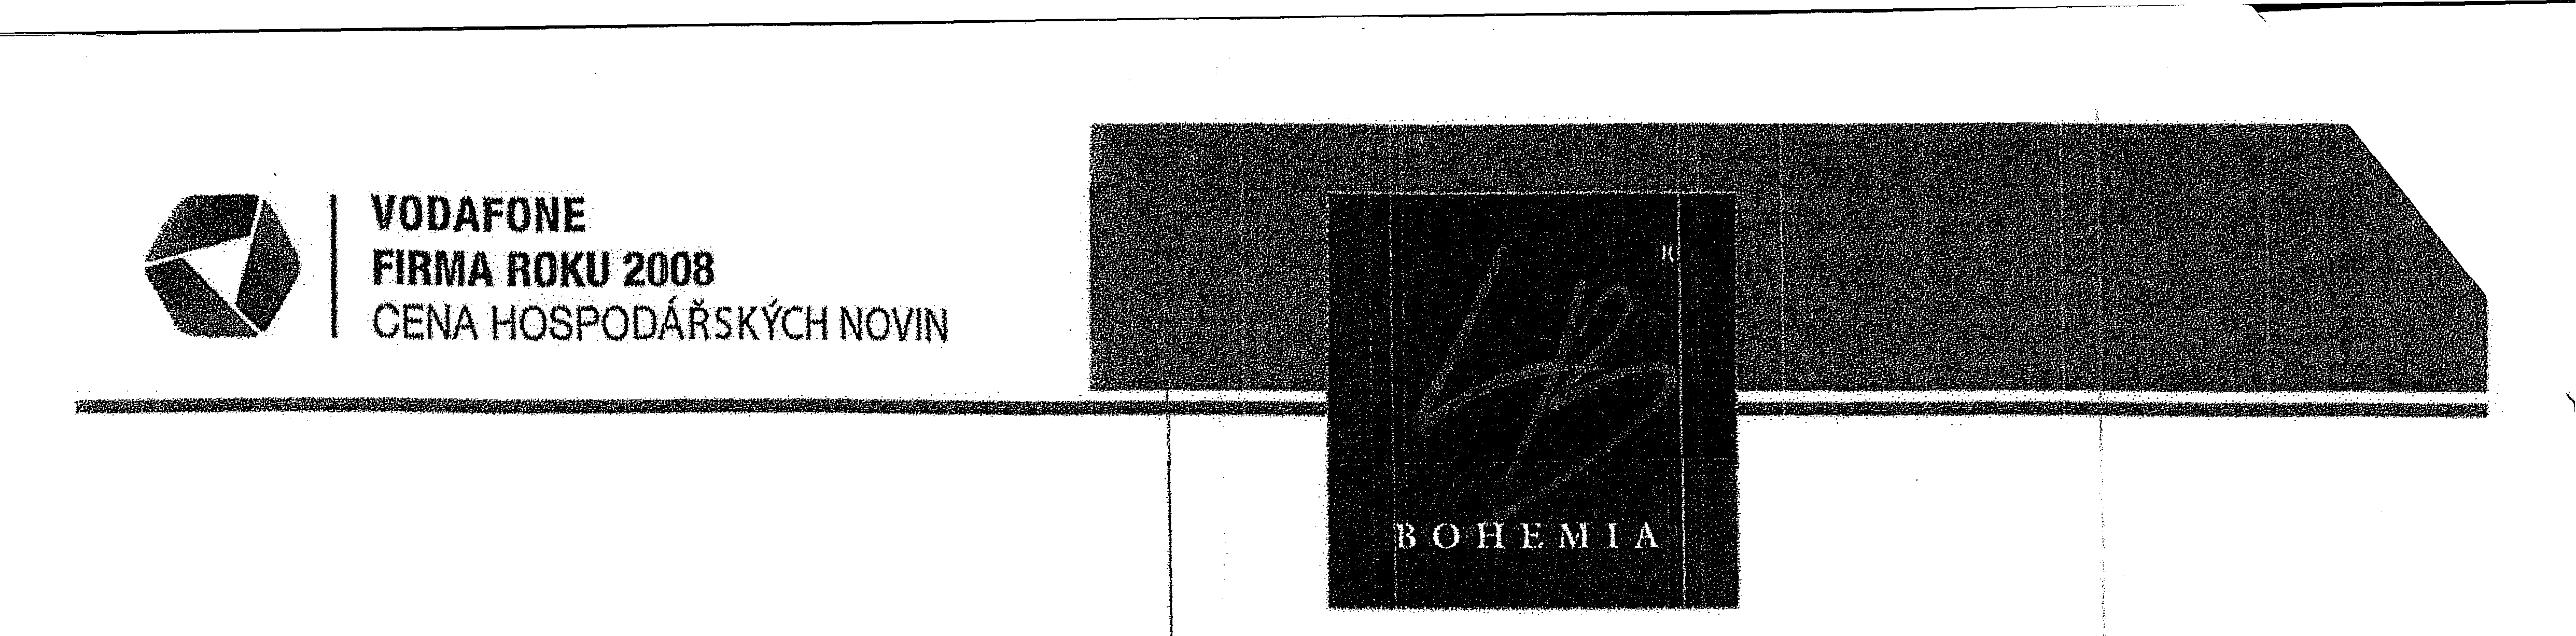 VODAFONE
FIRMA ROKU 2008
CENA HOSPODÁŘSKÝCH NOVIN
BOHEMIA